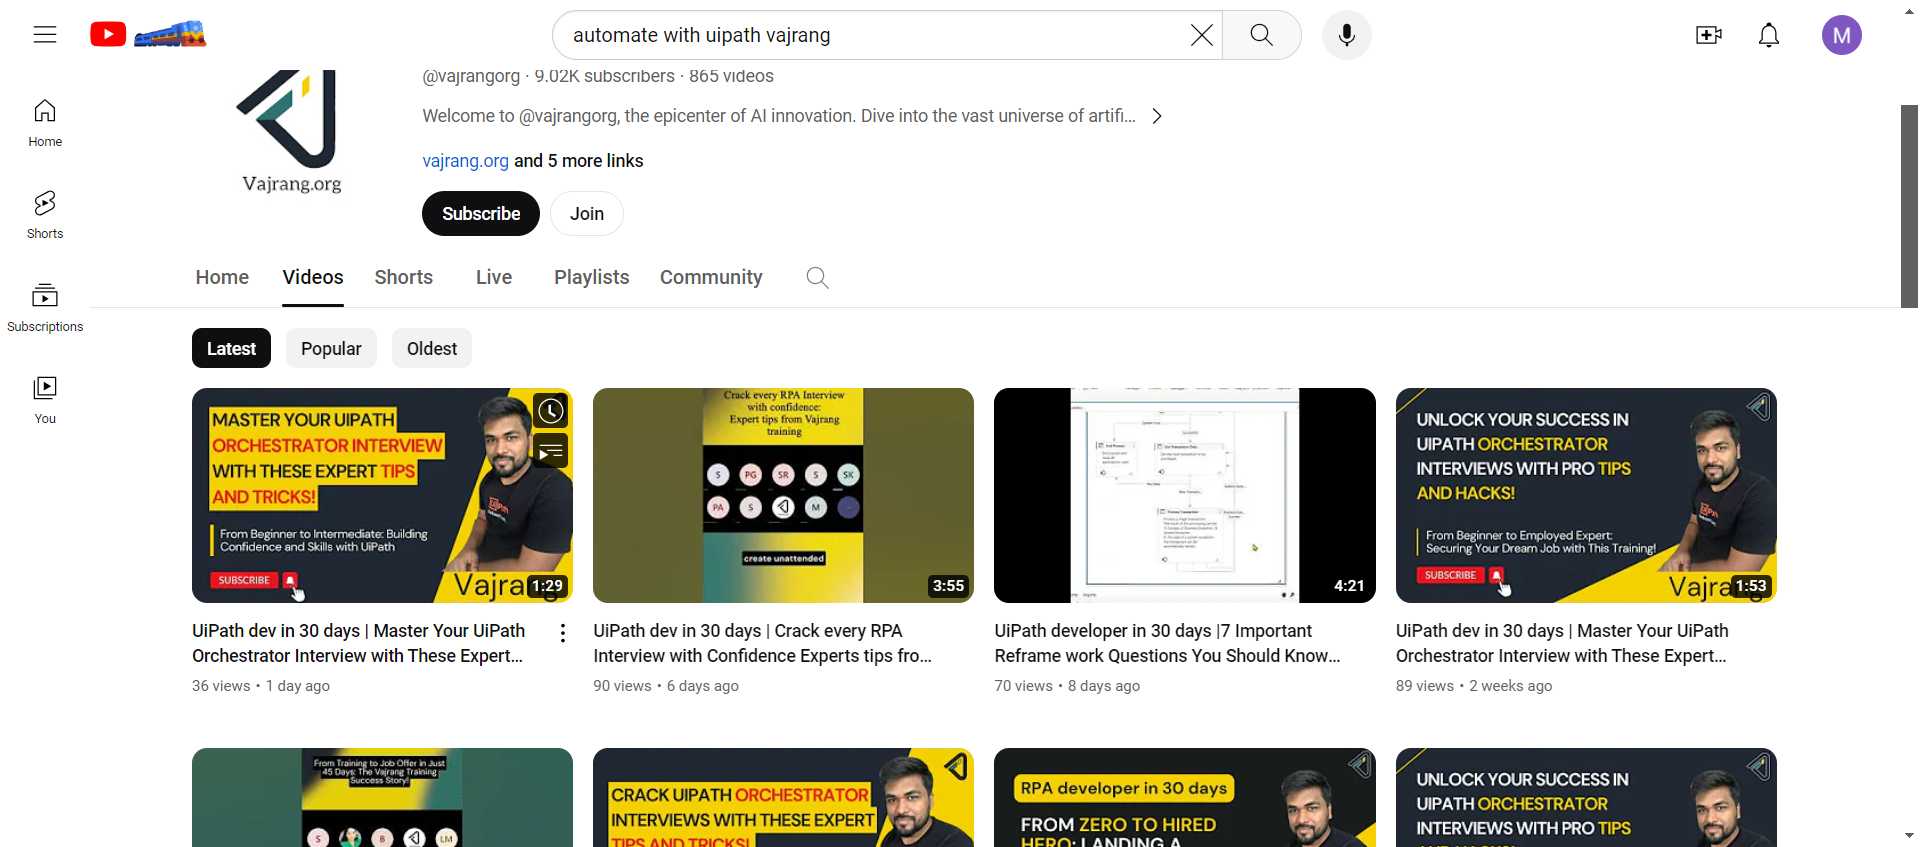 automate with uipath vajrang
M
@vajrangorg · 9.02K subscribers · 865 videos
Welcome to @vajrangorg, the epicenter of AI innovation. Dive into the vast universe of artifi...
vajrang.org and 5 more links
Vajrang.org
Subscribe
Join
Home
Shorts
Subscriptions
You
Home
Videos
Shorts
Live
Playlists
Community
Latest
Popular
Oldest
MASTER YOUR UIPATH
ORCHESTRATOR INTERVIEW
WITH THESE EXPERT TIPS
AND TRICKS!
From Beginner to Intermediate: Building
Confidence and Skills with UiPath
SUBSCRIBE
1:29
UiPath dev in 30 days | Master Your UiPath
Orchestrator Interview with These Expert...
36 views • 1 day ago
Crack every RPA Interview
with confidence:
Expert tips from Vajrang
training
S PG SR S SK
PA S M
create unattended
3:55
UiPath dev in 30 days | Crack every RPA
Interview with Confidence Experts tips fro...
90 views • 6 days ago
4:21
UiPath developer in 30 days |7 Important
Reframe work Questions You Should Know...
70 views • 8 days ago
UNLOCK YOUR SUCCESS IN
UIPATH ORCHESTRATOR
INTERVIEWS WITH PRO TIPS
AND HACKS!
From Beginner to Employed Expert:
Securing Your Dream Job with This Training!
SUBSCRIBE
1:53
UiPath dev in 30 days | Master Your UiPath
Orchestrator Interview with These Expert...
89 views • 2 weeks ago
From Training to Job Offer in Just
45 Days: The Vajrang Training
Success Story!
S B LM
CRACK UIPATH ORCHESTRATOR
INTERVIEWS WITH THESE EXPERT
TIPS AND TRICKS!
RPA developer in 30 days
FROM ZERO TO HIRED
HERO: LANDING A
UNLOCK YOUR SUCCESS IN
UIPATH ORCHESTRATOR
INTERVIEWS WITH PRO TIPS